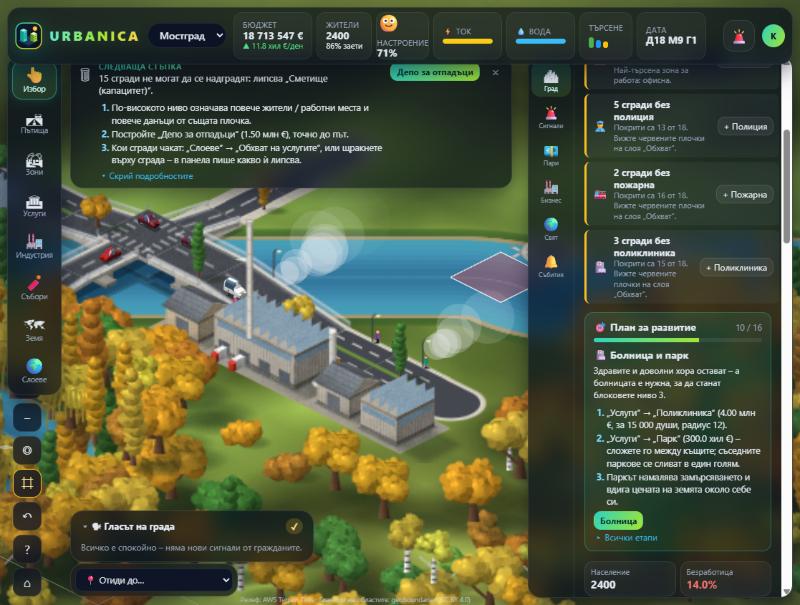 URBANICA
Мостград
БЮДЖЕТ
18 713 547 €
▲ 11.8 хил €/ден
ЖИТЕЛИ
2400
86% заети
НАСТРОЕНИЕ
71%
ТОК
ВОДА
ТЪРСЕНЕ
ДАТА
Д18 М9 Г1
К
Избор
Пътища
Зони
Услуги
Индустрия
Събори
Земя
Слоеве
СЛЕДВАЩА СТЪПКА
15 сгради не могат да се надградят: липсва „Сметище
(капацитет)".
Депо за отпадъци
1. По-високото ниво означава повече жители / работни места и
повече данъци от същата плочка.
2. Постройте „Депо за отпадъци" (1.50 млн €), точно до път.
3. Кои сгради чакат: „Слоеве" → „Обхват на услугите", или щракнете
върху сграда – в панела пише какво ѝ липсва.
Скрий подробностите
Град
Сигнали
Пари
Бизнес
Свят
Събития
Най-търсена зона за
работа: офисна.
5 сгради без
полиция
Покрити са 13 от 18.
Вижте червените плочки
на слоя „Обхват".
+ Полиция
2 сгради без
пожарна
Покрити са 16 от 18.
Вижте червените плочки
на слоя „Обхват".
+ Пожарна
3 сгради без
поликлиника
Покрити са 15 от 18.
Вижте червените
плочки на слоя
„Обхват".
+ Поликлиника
План за развитие 10 / 16
Болница и парк
Здравите и доволни хора остават – а
болницата е нужна, за да станат
блоковете ниво 3.
1. „Услуги" → „Поликлиника" (4.00 млн
€, за 15 000 души, радиус 12).
2. „Услуги" → „Парк" (300.0 хил €) –
сложете го между къщите; съседните
паркове се сливат в един голям.
3. Паркът намалява замърсяването и
вдига цената на земята около себе
си.
Болница
Всички етапи
Население
2400
Безработица
14.0%
Гласът на града
Всичко е спокойно – няма нови сигнали от гражданите.
Отиди до...